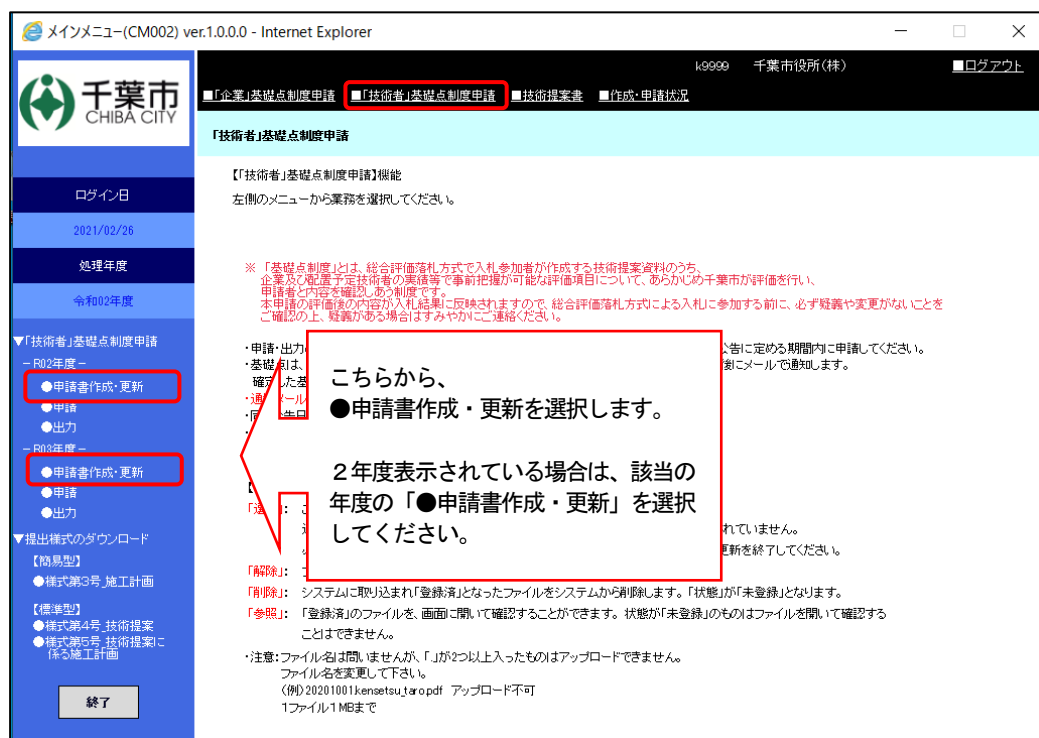 メインメニュー(CM002) ver.1.0.0.0 - Internet Explorer
k9999 千葉市役所(株) ■ログアウト
千葉市
CHIBA CITY
■「企業」基礎点制度申請 ■「技術者」基礎点制度申請 ■技術提案書 ■作成・申請状況
「技術者」基礎点制度申請
ログイン日
2021/02/26
処理年度
令和02年度
▼「技術者」基礎点制度申請
－R02年度－
●申請書作成・更新
●申請
●出力
－R03年度－
●申請書作成・更新
●申請
●出力
▼提出様式のダウンロード
【簡易型】
●様式第3号_施工計画
【標準型】
●様式第4号_技術提案
●様式第5号_技術提案に
係る施工計画
終了
【「技術者」基礎点制度申請】機能
左側のメニューから業務を選択してください。
※「基礎点制度」とは、総合評価落札方式で入札参加者が作成する技術提案資料のうち、
企業及び配置予定技術者の実績等で事前把握が可能な評価項目について、あらかじめ千葉市が評価を行い、
申請者と内容を確認しあう制度です。
本申請の評価後の内容が入札結果に反映されますので、総合評価落札方式による入札に参加する前に、必ず疑義や変更がないことを
ご確認の上、疑義がある場合はすみやかにご連絡ください。
・申請・出力 公告に定める期間内に申請してください。
・基礎点は、 後にメールで通知します。
確定した基
・通 メール
こちらから、
●申請書作成・更新を選択します。
２年度表示されている場合は、該当の
年度の「●申請書作成・更新」を選択
してください。
れていません。
更新を終了してください。
「解除」：
「削除」： システムに取り込まれ「登録済」となったファイルをシステムから削除します。「状態」が「未登録」となります。
「参照」： 「登録済」のファイルを、画面に開いて確認することができます。状態が「未登録」のものはファイルを開いて確認する
ことはできません。
・注意：ファイル名は問いませんが、「.」が2つ以上入ったものはアップロードできません。
ファイル名を変更して下さい。
（例）20201001.kensetsu_taro.pdf アップロード不可
1ファイル1MBまで